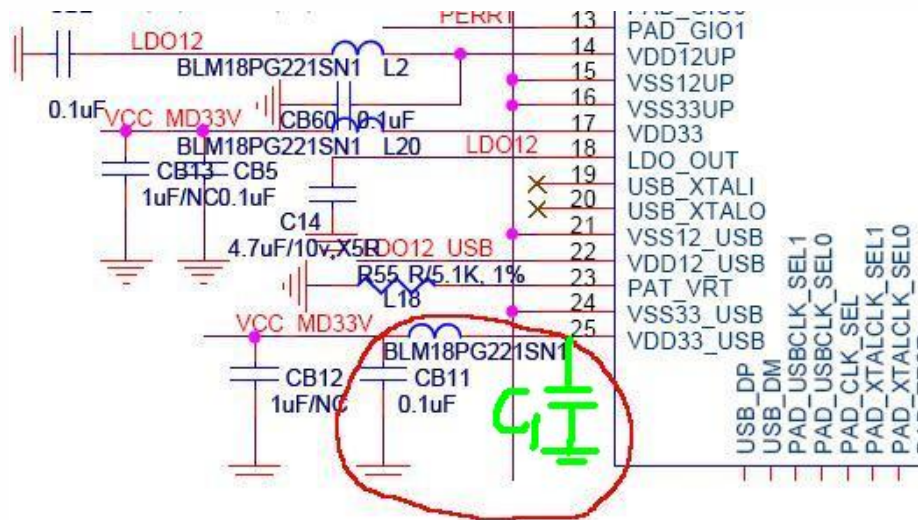 PERRT
13
PAD_GIO1
LDO12
14
VDD12UP
BLM18PG221SN1 L2
15
VSS12UP
16
VSS33UP
0.1uF
VCC_MD33V
CB60 0.1uF
17
VDD33
BLM18PG221SN1 L20
LDO12
18
LDO_OUT
CB13 CB5
19
USB_XTALI
1uF/NC 0.1uF
20
USB_XTALO
C14
21
VSS12_USB
4.7uF/10v,X5R
LDO12_USB
22
VDD12_USB
R55 R/5.1K, 1%
23
PAT_VRT
L18
24
VSS33_USB
VCC_MD33V
25
VDD33_USB
BLM18PG221SN1
CB12
CB11
1uF/NC
0.1uF
C1
USB_DP
USB_DM
PAD_USBCLK_SEL1
PAD_USBCLK_SEL0
PAD_CLK_SEL
PAD_XTALCLK_SEL1
PAD_XTALCLK_SEL0